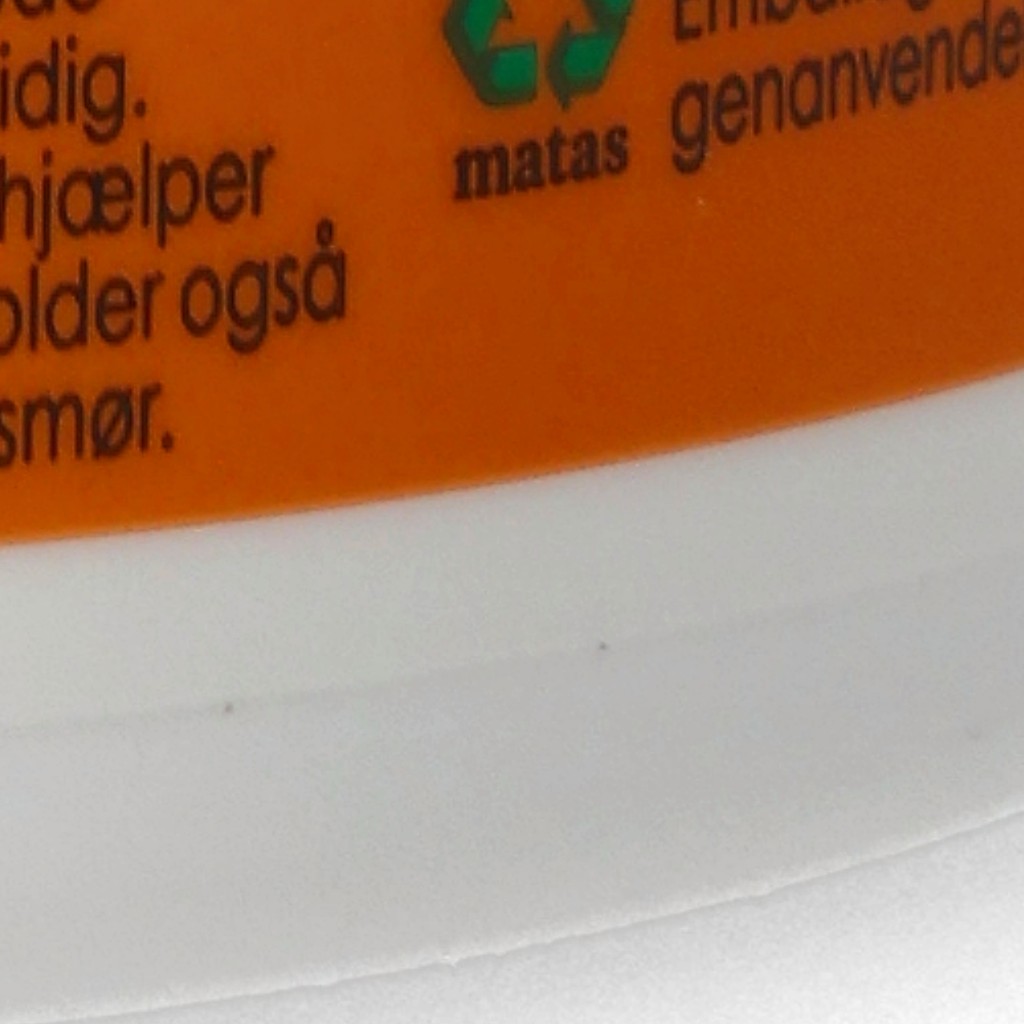 idig.
hjælper
older også
smør.
matas
genanvende